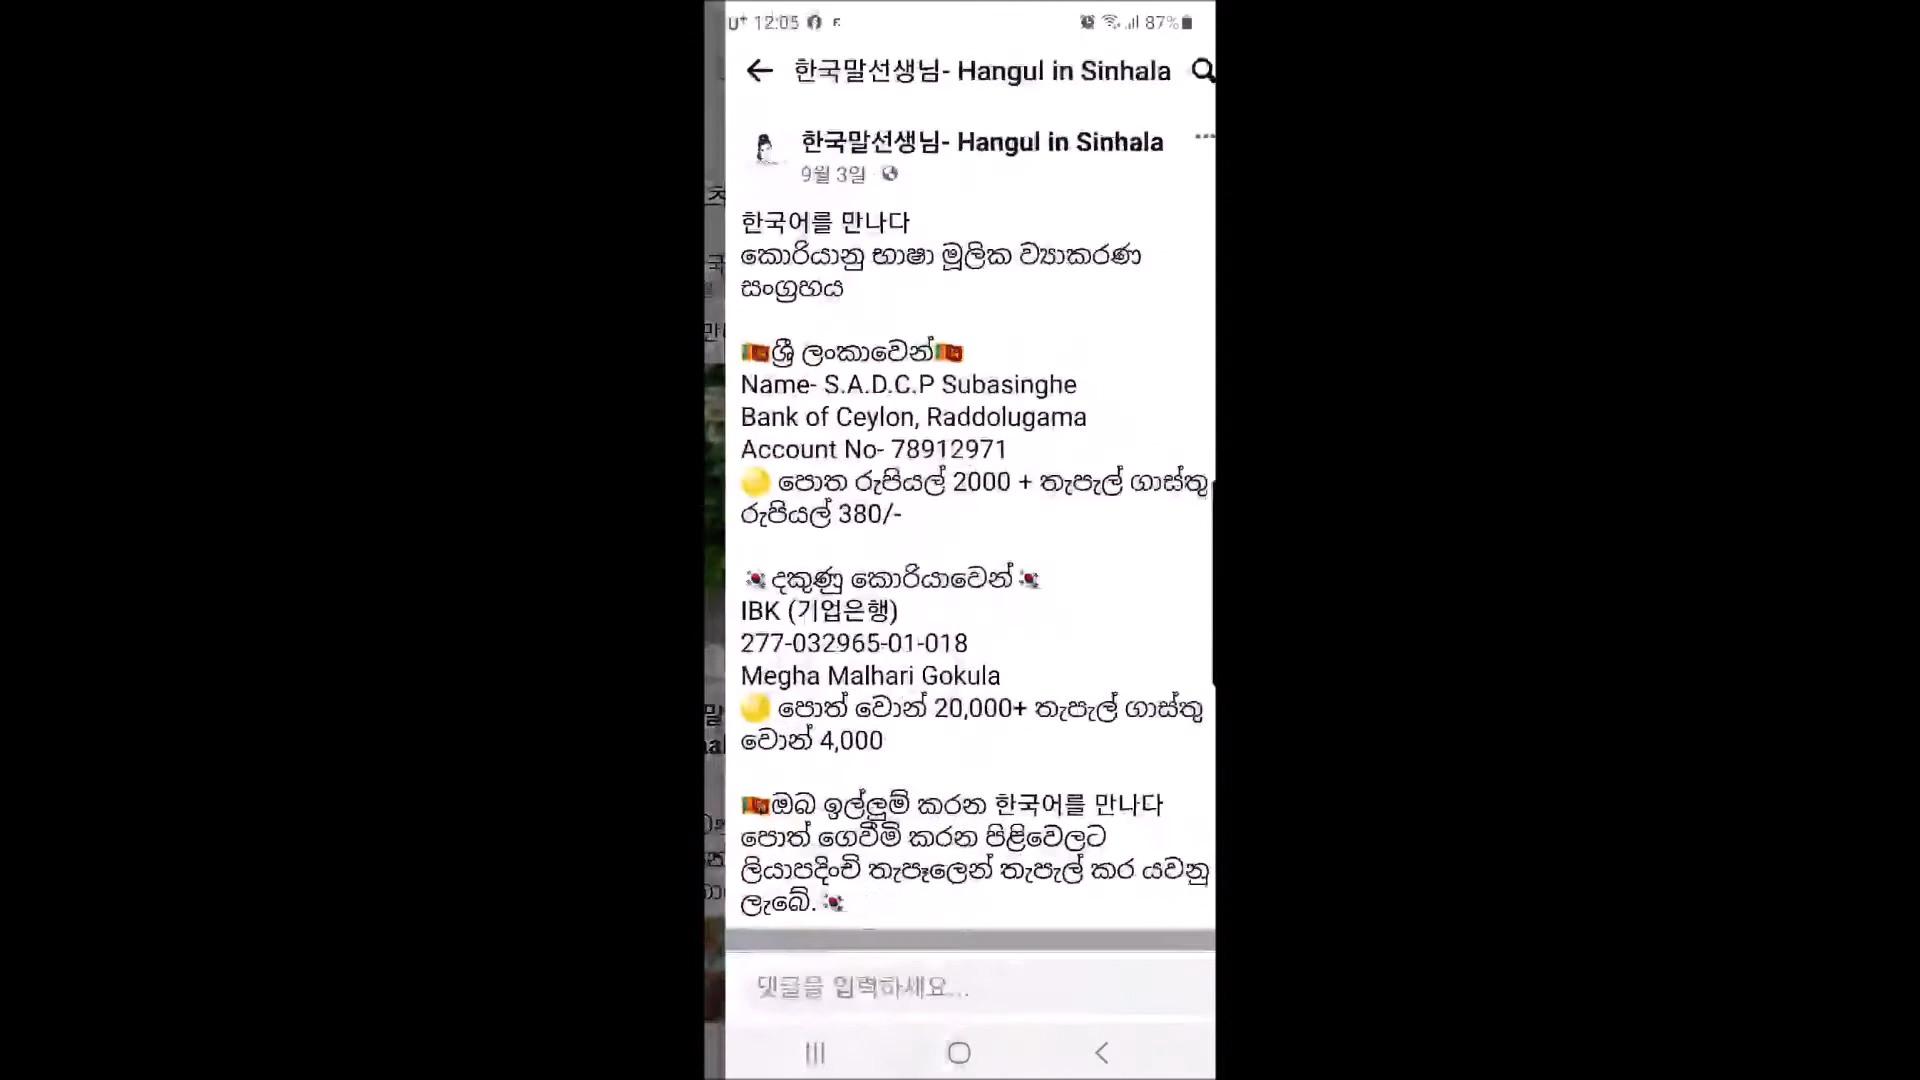 U+ 12:05 87%
한국말선생님- Hangul in Sinhala
한국말선생님- Hangul in Sinhala
9월 3일
한국어를 만나다
කොරියානු භාෂා මූලික ව්‍යාකරණ
සංග්‍රහය
ශ්‍රී ලංකාවෙන්
Name- S.A.D.C.P Subasinghe
Bank of Ceylon, Raddolugama
Account No- 78912971
පොත රුපියල් 2000 + තැපැල් ගාස්තු
රුපියල් 380/-
දකුණු කොරියාවෙන්
IBK (기업은행)
277-032965-01-018
Megha Malhari Gokula
පොත් වොන් 20,000+ තැපැල් ගාස්තු
වොන් 4,000
ඔබ ඉල්ලුම් කරන 한국어를 만나다
පොත් ගෙවීමි කරන පිළිවෙලට
ලියාපදිංචි තැපෑලෙන් තැපැල් කර යවනු
ලැබේ.
댓글을 입력하세요...